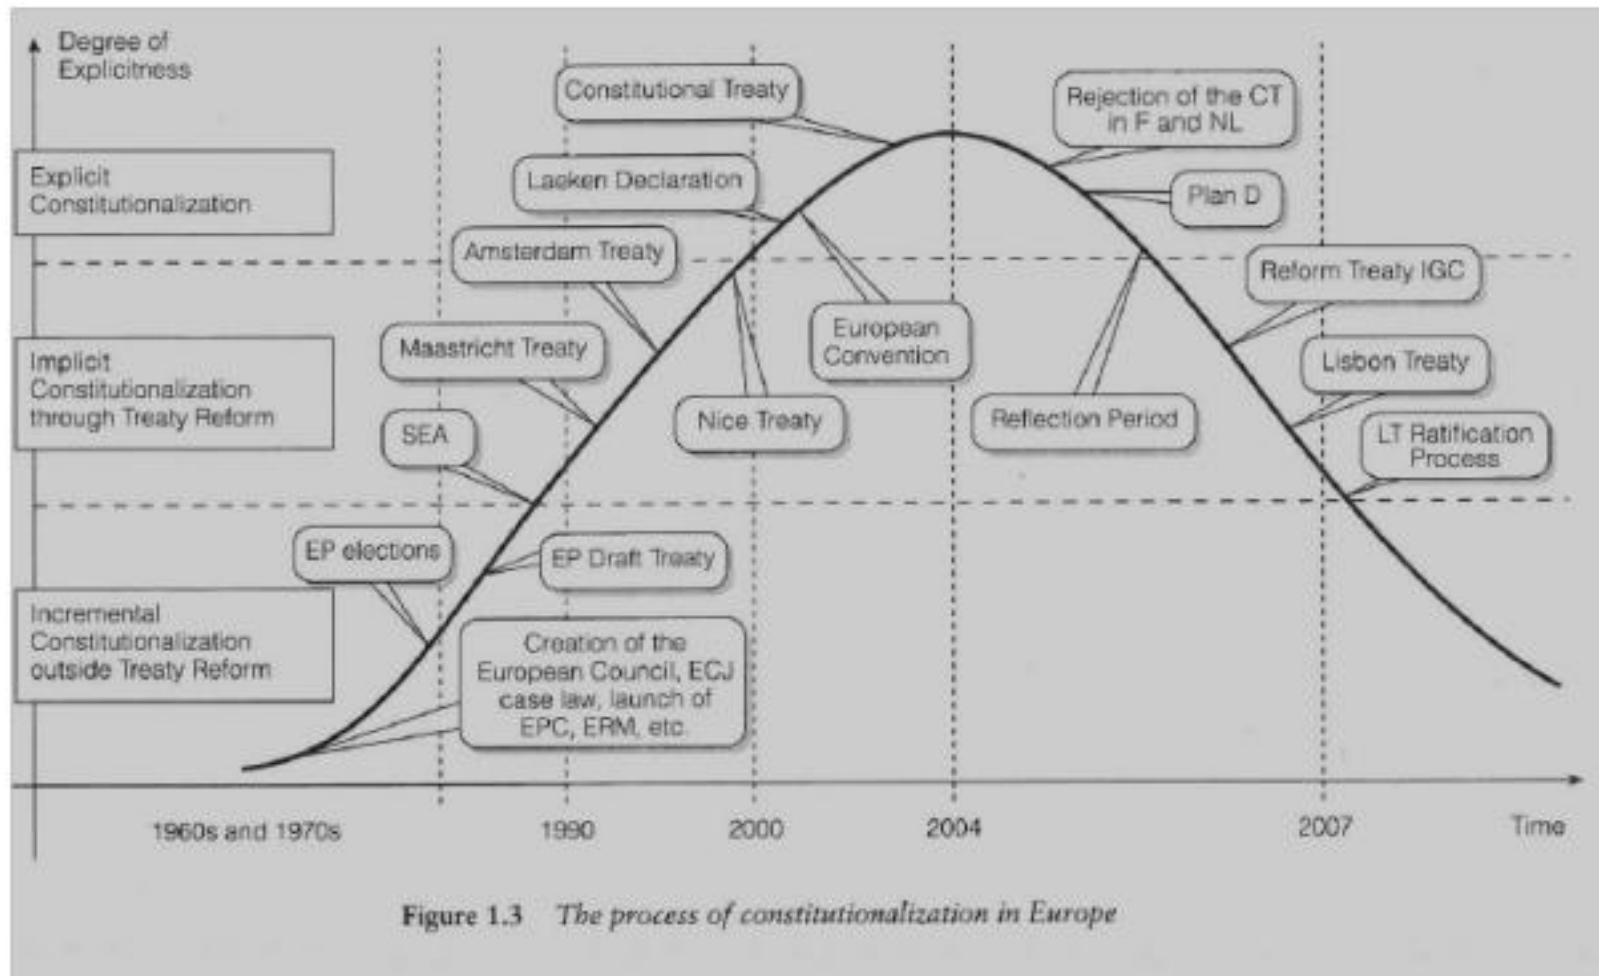 Degree of
Explicitness
Constitutional Treaty
Rejection of the CT
in F and NL
Explicit
Constitutionalization
Laeken Declaration
Plan D
Amsterdam Treaty
Reform Treaty IGC
European
Convention
Implicit
Constitutionalization
through Treaty Reform
Maastricht Treaty
Lisbon Treaty
SEA
Nice Treaty
Reflection Period
LT Ratification
Process
EP elections
EP Draft Treaty
Incremental
Constitutionalization
outside Treaty Reform
Creation of the
European Council, ECJ
case law, launch of
EPC, ERM, etc.
1960s and 1970s
1990
2000
2004
2007
Time
Figure 1.3 The process of constitutionalization in Europe